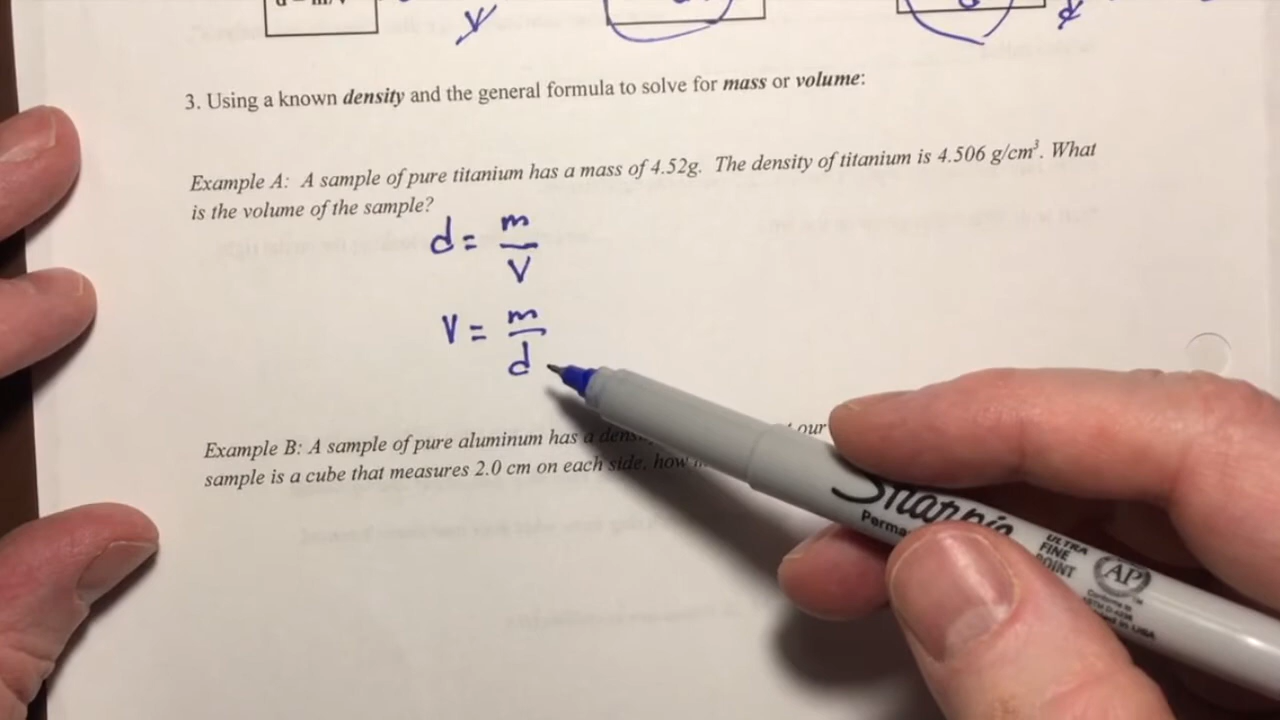 3. Using a known density and the general formula to solve for mass or volume:
Example A: A sample of pure titanium has a mass of 4.52g. The density of titanium is 4.506 g/cm³. What
is the volume of the sample?
d = m/V
V = m/d
Example B: A sample of pure aluminum has a our
sample is a cube that measures 2.0 cm on each side, how
Sharpie
ULTRA
FINE
POINT
AP